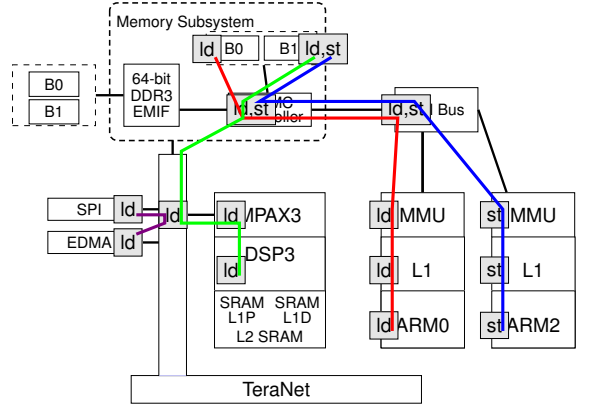 Memory Subsystem
ld B0 B1 ld,st
B0
B1
64-bit
DDR3
EMIF
ld,st
ld,st Bus
SPI ld
EDMA ld
ld
ld MPAX3
ld DSP3
SRAM SRAM
L1P L1D
L2 SRAM
ld MMU
ld L1
ld ARM0
st MMU
st L1
st ARM2
TeraNet